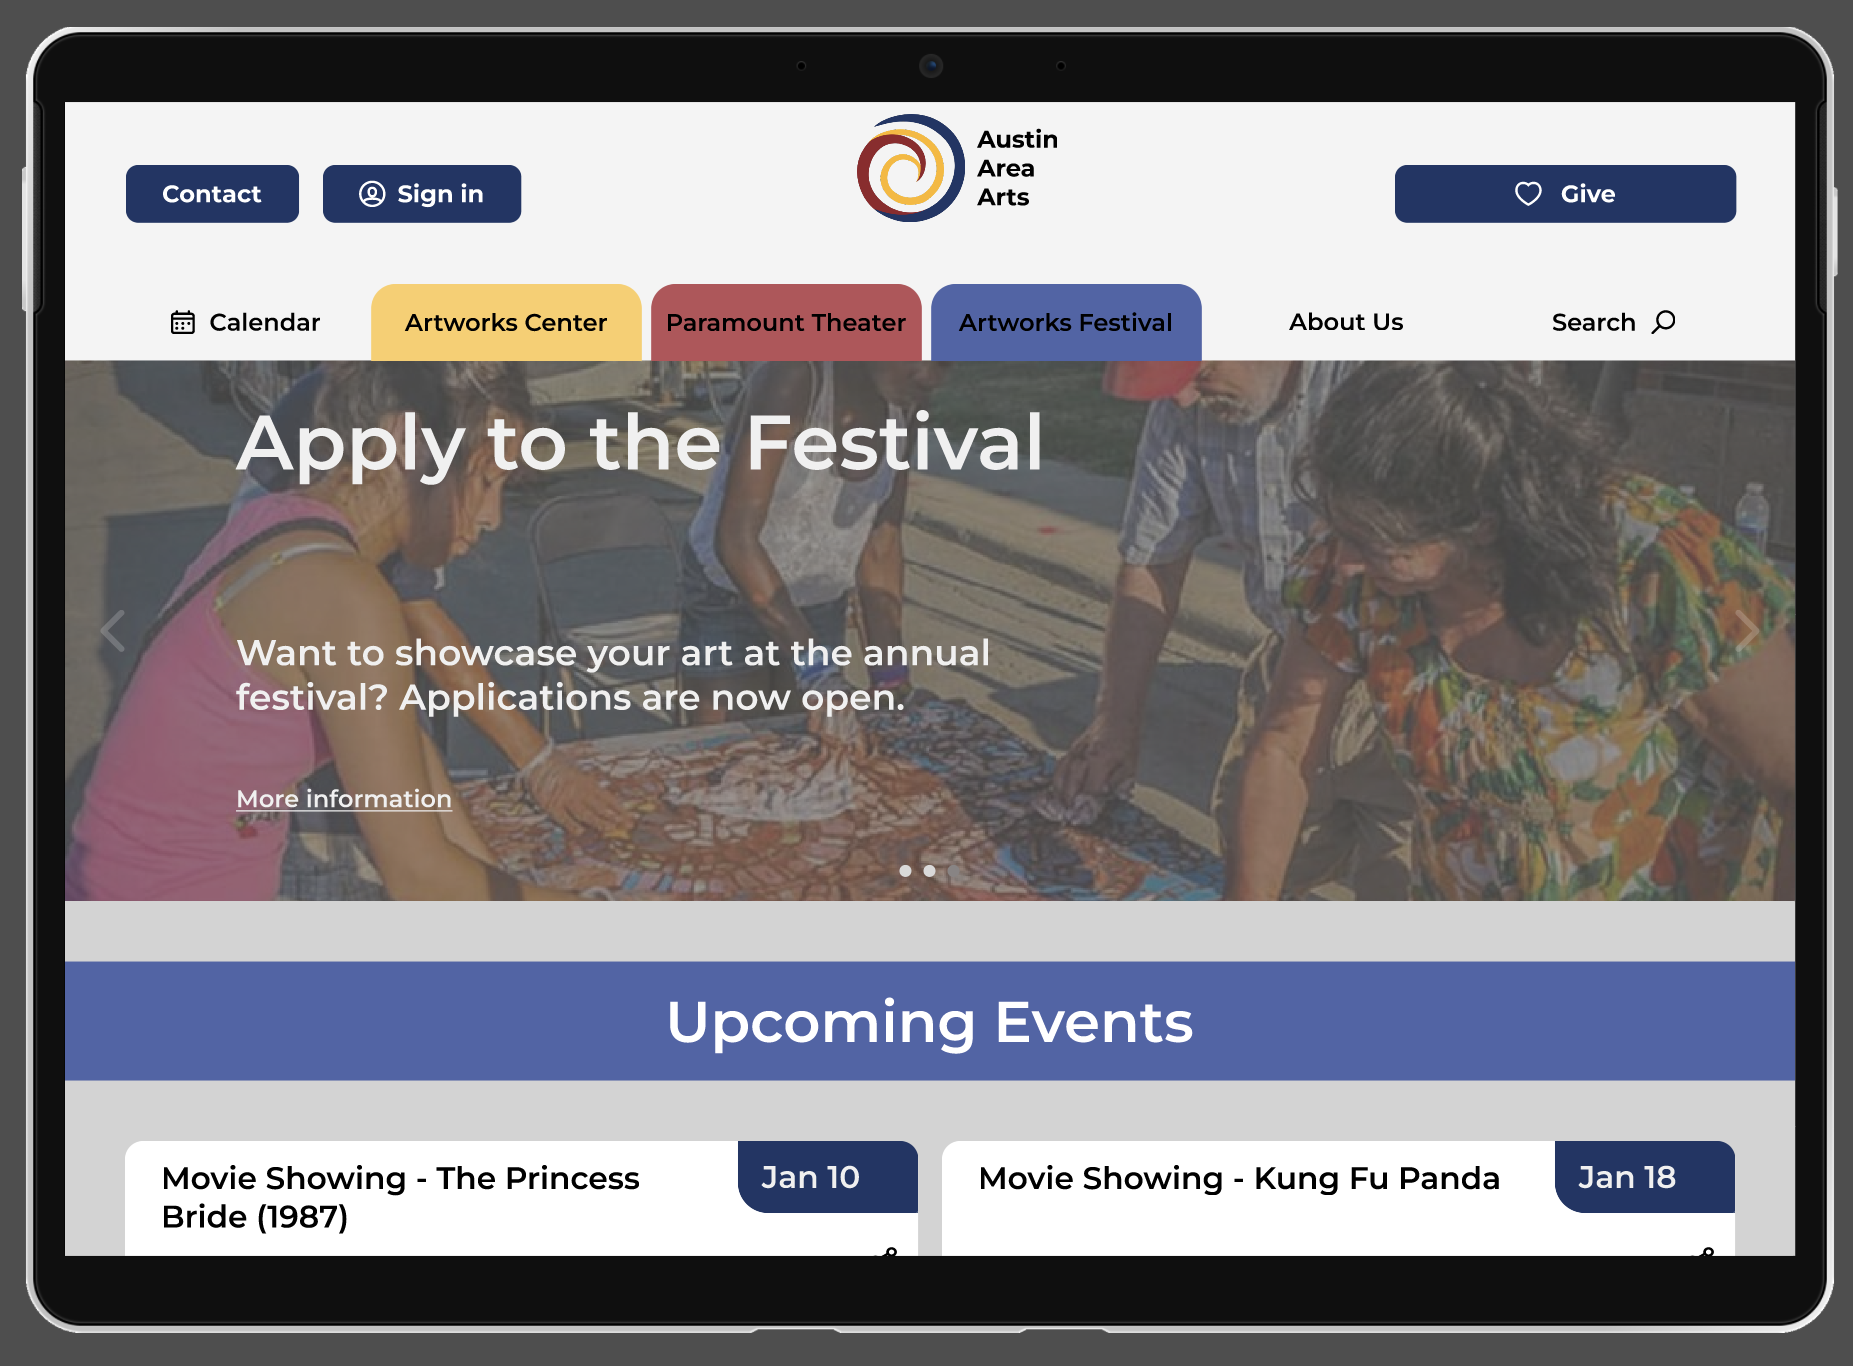 Austin
Area
Arts
Contact
Sign in
Give
Calendar
Artworks Center
Paramount Theater
Artworks Festival
About Us
Search
Apply to the Festival
Want to showcase your art at the annual
festival? Applications are now open.
More information
Upcoming Events
Movie Showing - The Princess
Bride (1987)
Jan 10
Movie Showing - Kung Fu Panda
Jan 18